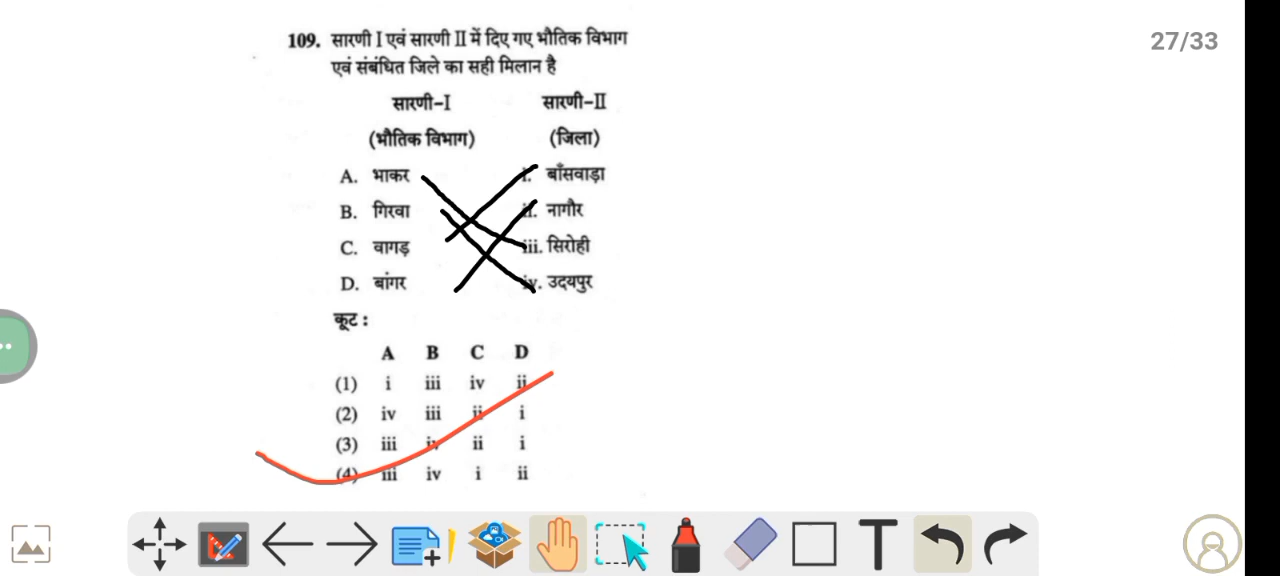 27/33
109. सारणी I एवं सारणी II में दिए गए भौतिक विभाग
एवं संबंधित जिले का सही मिलान है
सारणी-I सारणी-II
(भौतिक विभाग) (जिला)
A. भाकर i. बाँसवाड़ा
B. गिरवा ii. नागौर
C. वागड़ iii. सिरोही
D. बांगर iv. उदयपुर
कूट :
A B C D
(1) i iii iv ii
(2) iv iii ii i
(3) iii iv ii i
(4) iii iv i ii
T